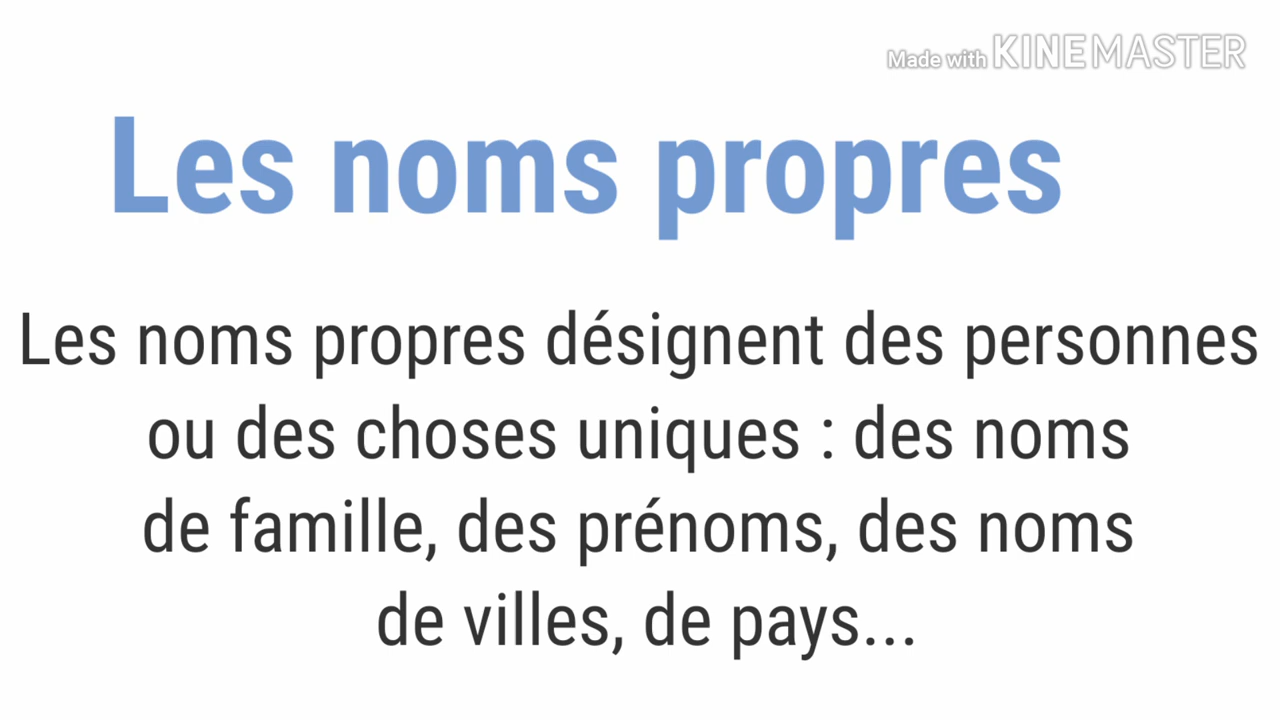 Made with KINEMASTER
Les noms propres
Les noms propres désignent des personnes
ou des choses uniques : des noms
de famille, des prénoms, des noms
de villes, de pays...